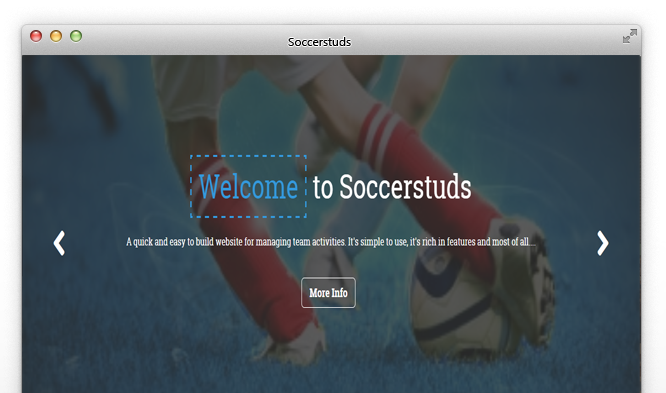 Soccerstuds
Welcome to Soccerstuds
A quick and easy to build website for managing team activities. It's simple to use, it's rich in features and most of all....
More Info